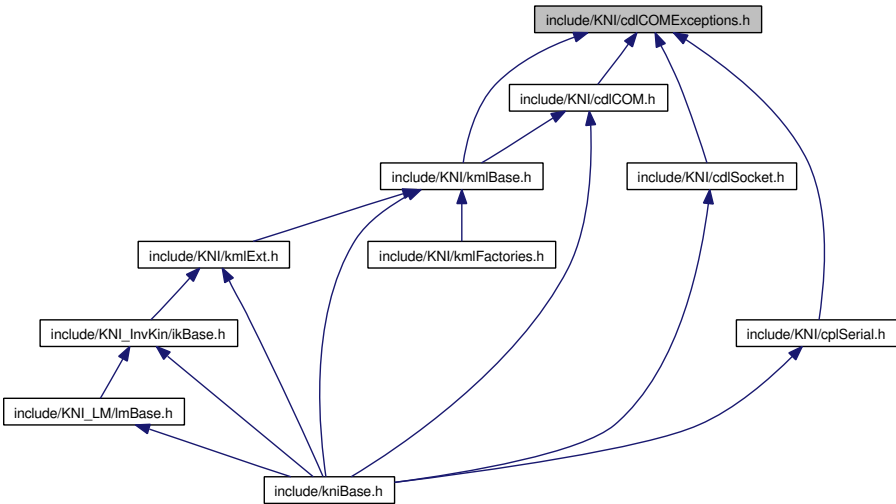 include/KNI/cdlCOMExceptions.h
include/KNI/cdlCOM.h
include/KNI/kmlBase.h
include/KNI/cdlSocket.h
include/KNI/kmlExt.h
include/KNI/kmlFactories.h
include/KNI_InvKin/ikBase.h
include/KNI/cplSerial.h
include/KNI_LM/lmBase.h
include/kniBase.h